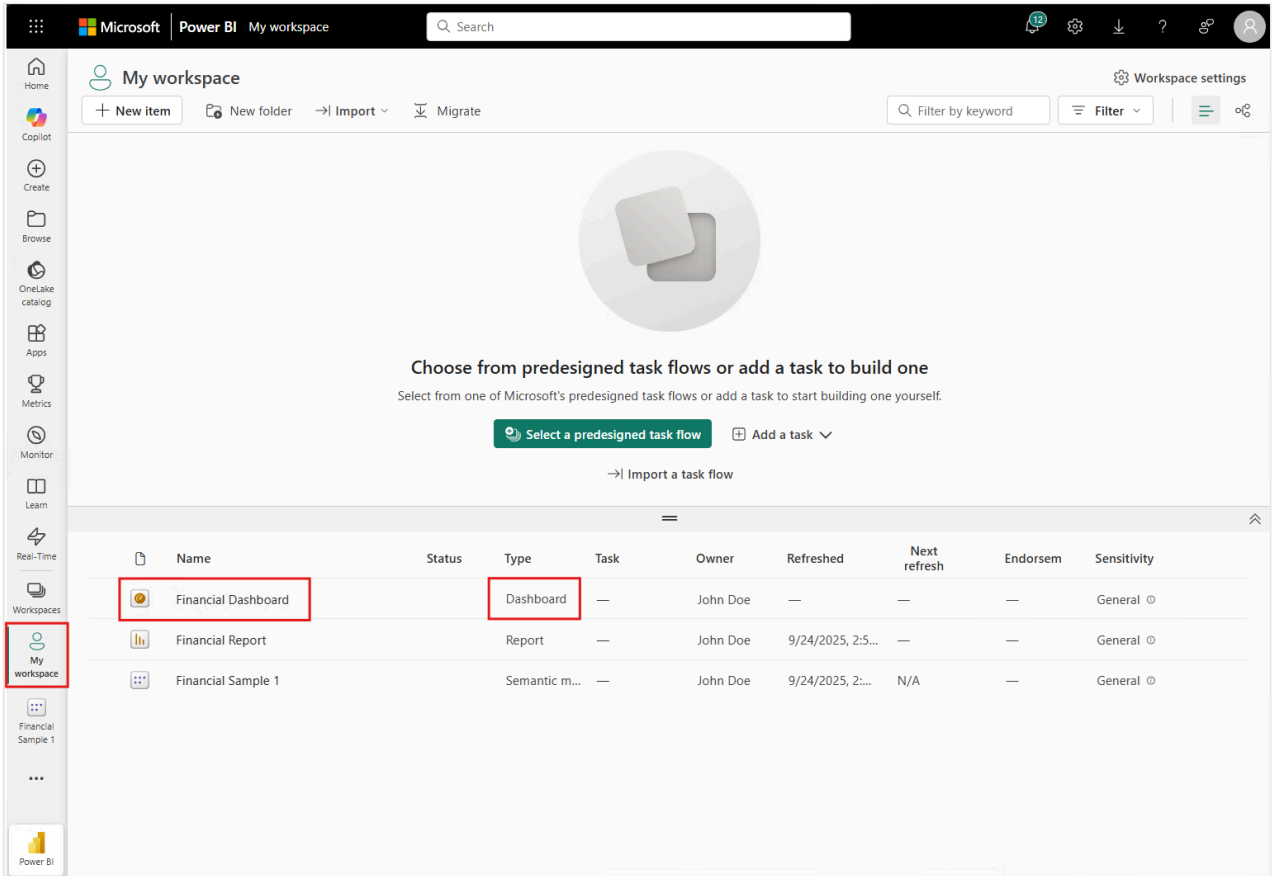 Microsoft Power BI My workspace Search 12
Home
Copilot
Create
Browse
OneLake
catalog
Apps
Metrics
Monitor
Learn
Real-Time
Workspaces
My
workspace
Financial
Sample 1
Power BI
My workspace Workspace settings
New item New folder Import Migrate Filter by keyword Filter
Choose from predesigned task flows or add a task to build one
Select from one of Microsoft's predesigned task flows or add a task to start building one yourself.
Select a predesigned task flow Add a task
Import a task flow
Name Status Type Task Owner Refreshed Next refresh Endorsem Sensitivity
Financial Dashboard Dashboard — John Doe — — — General
Financial Report Report — John Doe 9/24/2025, 2:5... — — General
Financial Sample 1 Semantic m... — John Doe 9/24/2025, 2:... N/A — General